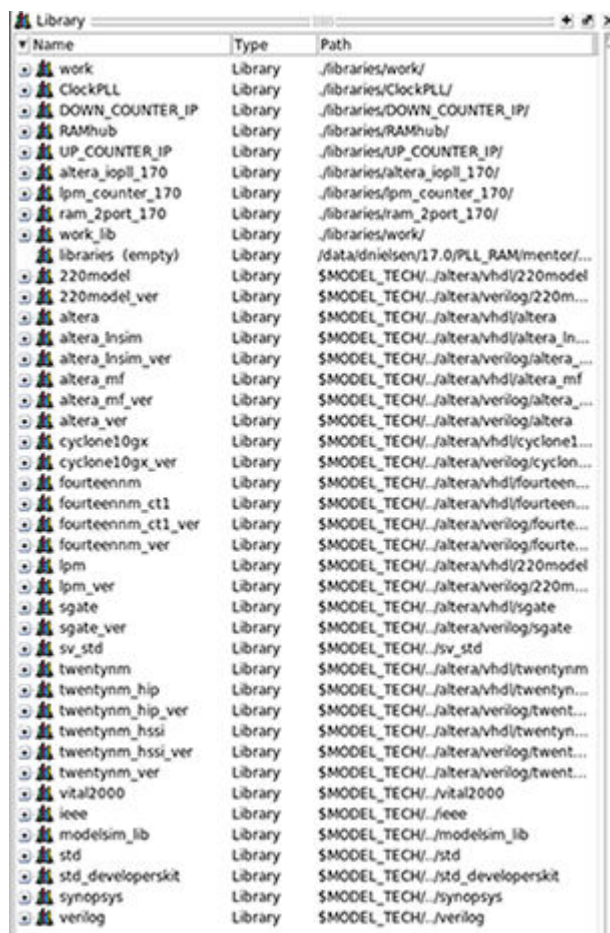 Library
Name Type Path
work Library ./libraries/work/
ClockPLL Library ./libraries/ClockPLL/
DOWN_COUNTER_IP Library ./libraries/DOWN_COUNTER_IP/
RAMhub Library ./libraries/RAMhub/
UP_COUNTER_IP Library ./libraries/UP_COUNTER_IP/
altera_iopll_170 Library ./libraries/altera_iopll_170/
lpm_counter_170 Library ./libraries/lpm_counter_170/
ram_2port_170 Library ./libraries/ram_2port_170/
work_lib Library ./libraries/work/
libraries (empty) Library /data/dnielsen/17.0/PLL_RAM/mentor/...
220model Library $MODEL_TECH/../altera/vhdl/220model
220model_ver Library $MODEL_TECH/../altera/verilog/220m...
altera Library $MODEL_TECH/../altera/vhdl/altera
altera_lnsim Library $MODEL_TECH/../altera/vhdl/altera_ln...
altera_lnsim_ver Library $MODEL_TECH/../altera/verilog/altera_...
altera_mf Library $MODEL_TECH/../altera/vhdl/altera_mf
altera_mf_ver Library $MODEL_TECH/../altera/verilog/altera_...
altera_ver Library $MODEL_TECH/../altera/verilog/altera
cyclone10gx Library $MODEL_TECH/../altera/vhdl/cyclone1...
cyclone10gx_ver Library $MODEL_TECH/../altera/verilog/cyclon...
fourteennm Library $MODEL_TECH/../altera/vhdl/fourteen...
fourteennm_ct1 Library $MODEL_TECH/../altera/vhdl/fourteen...
fourteennm_ct1_ver Library $MODEL_TECH/../altera/verilog/fourte...
fourteennm_ver Library $MODEL_TECH/../altera/verilog/fourte...
lpm Library $MODEL_TECH/../altera/vhdl/220model
lpm_ver Library $MODEL_TECH/../altera/verilog/220m...
sgate Library $MODEL_TECH/../altera/vhdl/sgate
sgate_ver Library $MODEL_TECH/../altera/verilog/sgate
sv_std Library $MODEL_TECH/../sv_std
twentynm Library $MODEL_TECH/../altera/vhdl/twentynm
twentynm_hip Library $MODEL_TECH/../altera/vhdl/twentyn...
twentynm_hip_ver Library $MODEL_TECH/../altera/verilog/twent...
twentynm_hssi Library $MODEL_TECH/../altera/vhdl/twentyn...
twentynm_hssi_ver Library $MODEL_TECH/../altera/verilog/twent...
twentynm_ver Library $MODEL_TECH/../altera/verilog/twent...
vital2000 Library $MODEL_TECH/../vital2000
ieee Library $MODEL_TECH/../ieee
modelsim_lib Library $MODEL_TECH/../modelsim_lib
std Library $MODEL_TECH/../std
std_developerskit Library $MODEL_TECH/../std_developerskit
synopsys Library $MODEL_TECH/../synopsys
verilog Library $MODEL_TECH/../verilog